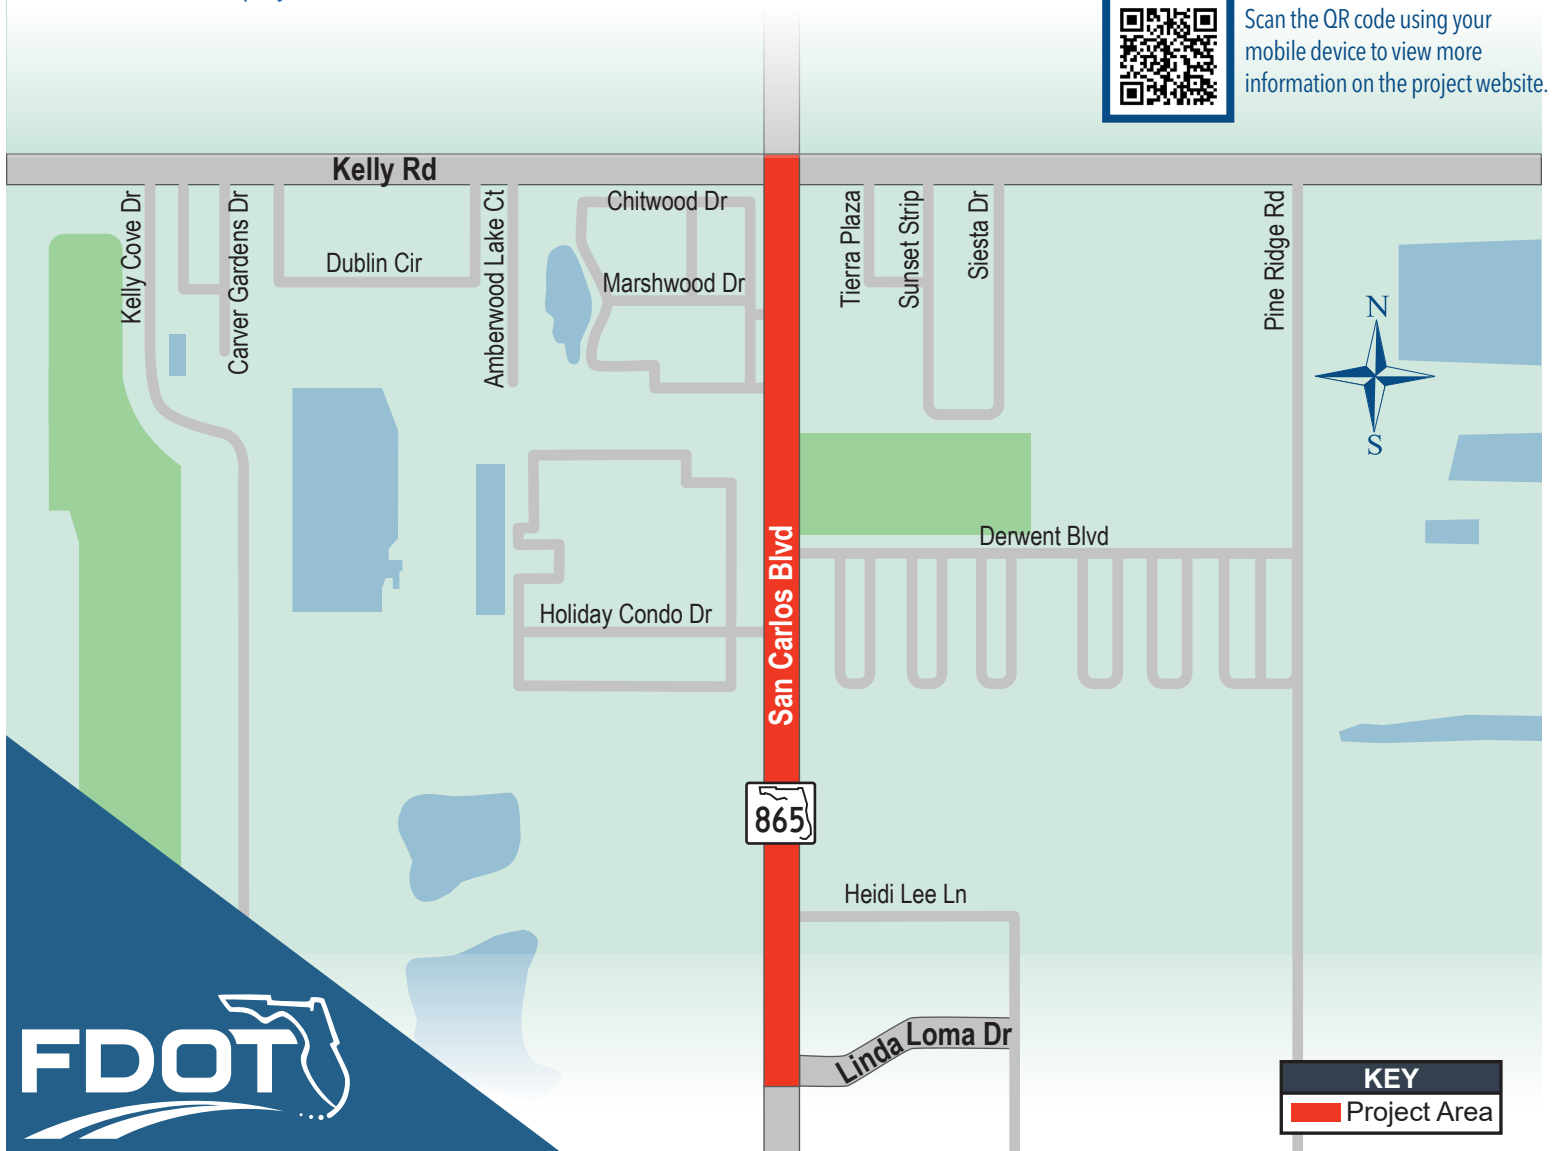 Scan the QR code using your
mobile device to view more
information on the project website.
Kelly Rd
Kelly Cove Dr
Carver Gardens Dr
Dublin Cir
Amberwood Lake Ct
Chitwood Dr
Marshwood Dr
Tierra Plaza
Sunset Strip
Siesta Dr
Pine Ridge Rd
N
S
San Carlos Blvd
Derwent Blvd
Holiday Condo Dr
865
Heidi Lee Ln
Linda Loma Dr
FDOT
KEY
Project Area